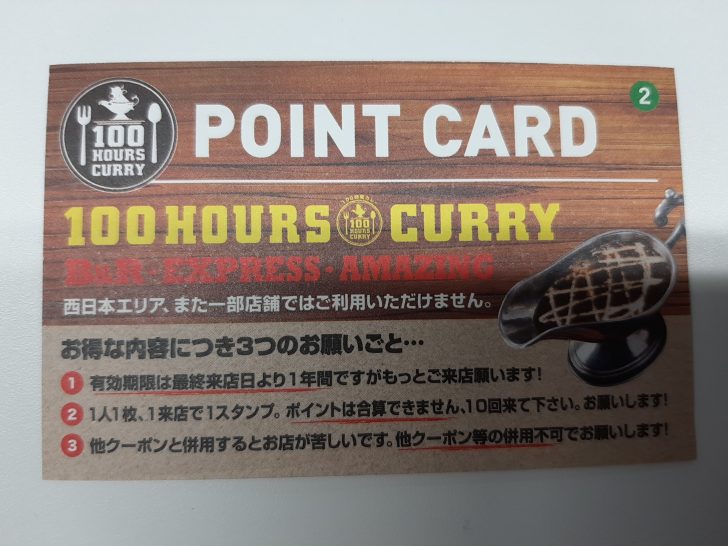 100
HOURS
CURRY
POINT CARD
2
100HOURS
100
HOURS
CURRY
CURRY
B&R・EXPRESS・AMAZING
西日本エリア、また一部店舗ではご利用いただけません。
お得な内容につき3つのお願いごと…
1 有効期限は最終来店日より1年間ですがもっとご来店願います!
2 1人1枚、1来店で1スタンプ。ポイントは合算できません、10回来て下さい。お願いします!
3 他クーポンと併用するとお店が苦しいです。他クーポン等の併用不可でお願いします!